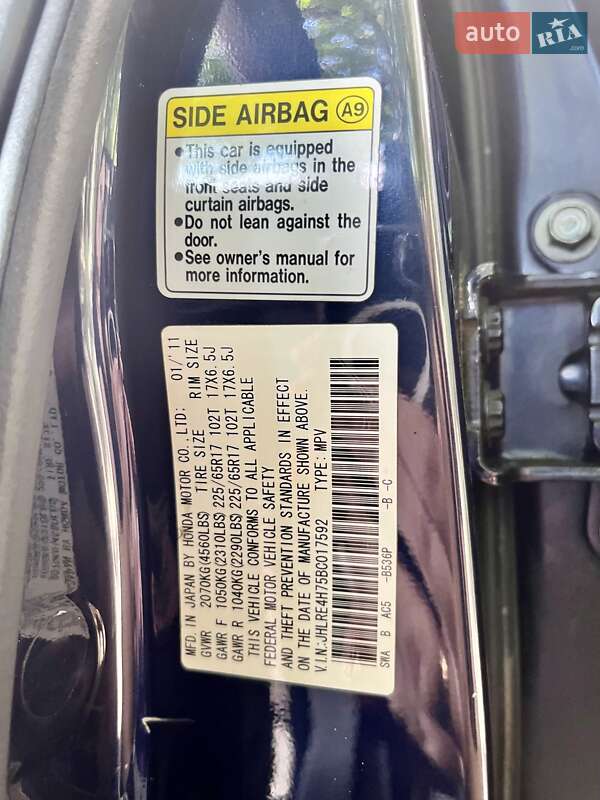 auto RIA .com
SIDE AIRBAG A9
•This car is equipped
with side airbags in the
front seats and side
curtain airbags.
•Do not lean against the
door.
•See owner's manual for
more information.
MFD. IN JAPAN BY HONDA MOTOR CO., LTD: 01/'11
GVWR 2070KG(4560LBS) TIRE SIZE RIM SIZE
GAWR F 1050KG(2310LBS) 225/65R17 102T 17X6.5J
GAWR R 1040KG(2290LBS) 225/65R17 102T 17X6.5J
THIS VEHICLE CONFORMS TO ALL APPLICABLE
FEDERAL MOTOR VEHICLE SAFETY
AND THEFT PREVENTION STANDARDS IN EFFECT
ON THE DATE OF MANUFACTURE SHOWN ABOVE.
V.I.N:JHLRE4H75BC017592 TYPE: MPV
SWA B AC5 -B536P -B -C